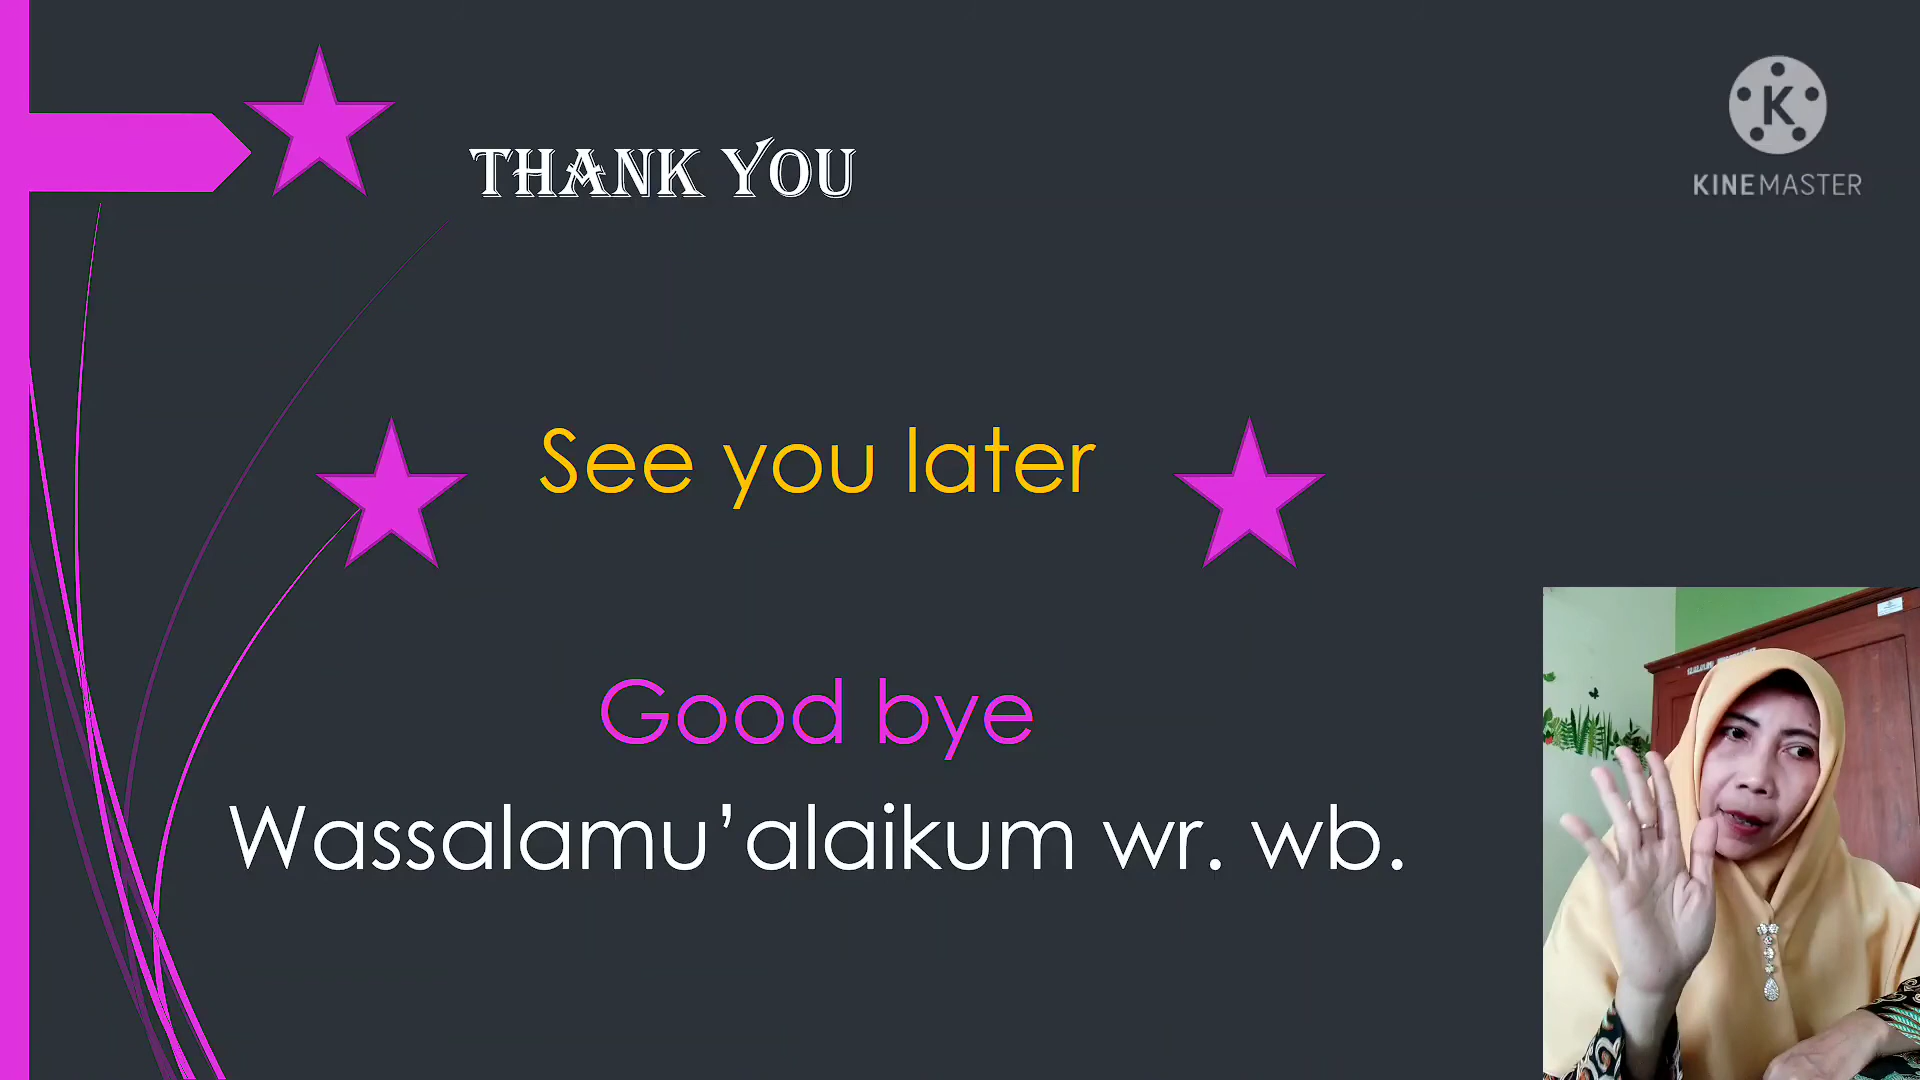 THANK YOU
K
KINEMASTER
See you later
Good bye
Wassalamu’alaikum wr. wb.